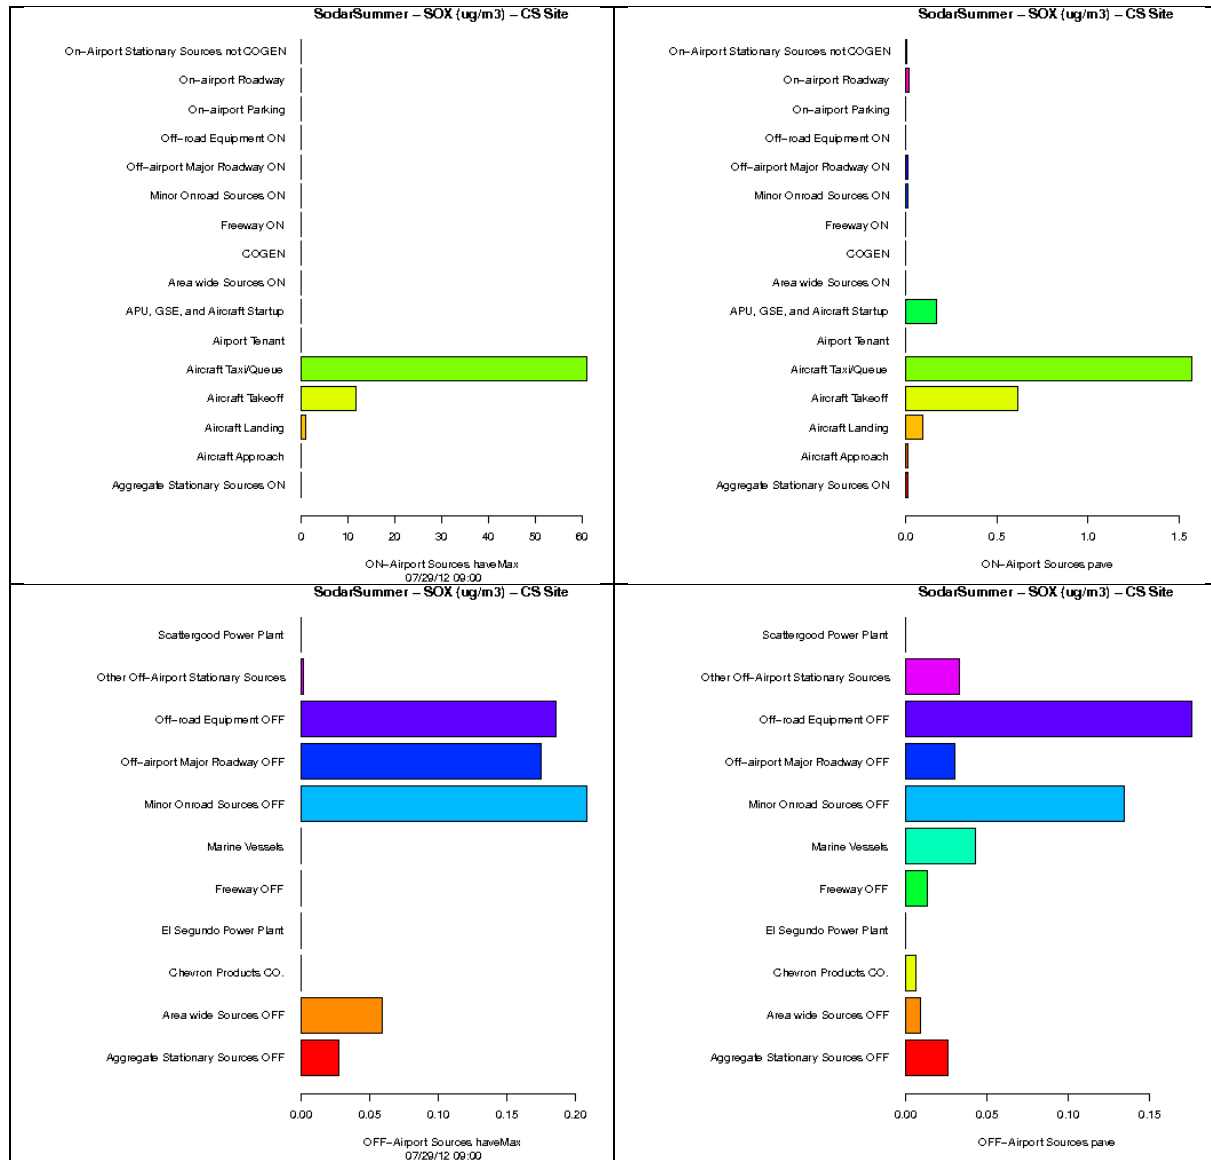 SodarSummer – SOX (ug/m3) – CS Site
On–Airport Stationary Sources not COGEN
On–airport Roadway
On–airport Parking
Off–road Equipment ON
Off–airport Major Roadway ON
Minor Onroad Sources ON
Freeway ON
COGEN
Area wide Sources ON
APU, GSE, and Aircraft Startup
Airport Tenant
Aircraft Taxi/Queue
Aircraft Takeoff
Aircraft Landing
Aircraft Approach
Aggregate Stationary Sources ON
0 10 20 30 40 50 60
ON–Airport Sources haveMax
07/29/12 09:00
SodarSummer – SOX (ug/m3) – CS Site
On–Airport Stationary Sources not COGEN
On–airport Roadway
On–airport Parking
Off–road Equipment ON
Off–airport Major Roadway ON
Minor Onroad Sources ON
Freeway ON
COGEN
Area wide Sources ON
APU, GSE, and Aircraft Startup
Airport Tenant
Aircraft Taxi/Queue
Aircraft Takeoff
Aircraft Landing
Aircraft Approach
Aggregate Stationary Sources ON
0.0 0.5 1.0 1.5
ON–Airport Sources pave
SodarSummer – SOX (ug/m3) – CS Site
Scattergood Power Plant
Other Off–Airport Stationary Sources
Off–road Equipment OFF
Off–airport Major Roadway OFF
Minor Onroad Sources OFF
Marine Vessels
Freeway OFF
El Segundo Power Plant
Chevron Products CO.
Area wide Sources OFF
Aggregate Stationary Sources OFF
0.00 0.05 0.10 0.15 0.20
OFF–Airport Sources haveMax
07/29/12 09:00
SodarSummer – SOX (ug/m3) – CS Site
Scattergood Power Plant
Other Off–Airport Stationary Sources
Off–road Equipment OFF
Off–airport Major Roadway OFF
Minor Onroad Sources OFF
Marine Vessels
Freeway OFF
El Segundo Power Plant
Chevron Products CO.
Area wide Sources OFF
Aggregate Stationary Sources OFF
0.00 0.05 0.10 0.15
OFF–Airport Sources pave